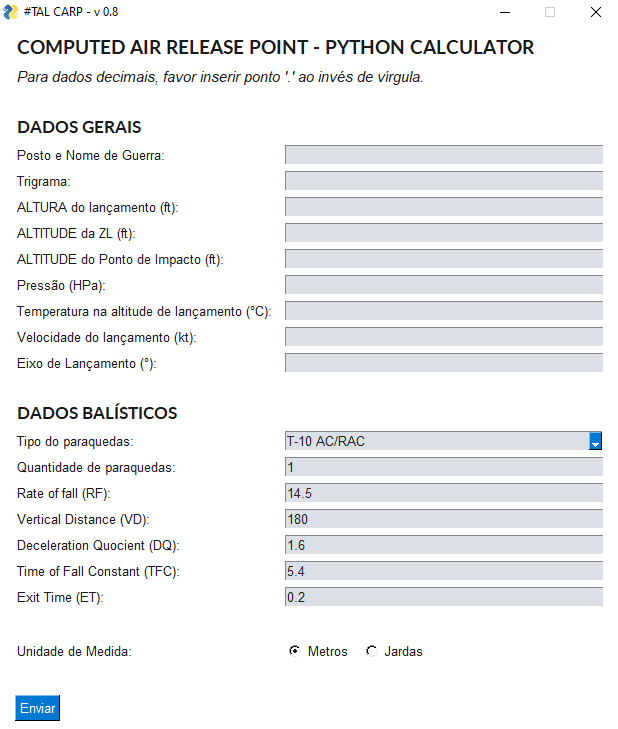 #TAL CARP - v 0.8
COMPUTED AIR RELEASE POINT - PYTHON CALCULATOR
Para dados decimais, favor inserir ponto '.' ao invés de vírgula.
DADOS GERAIS
Posto e Nome de Guerra:
Trigrama:
ALTURA do lançamento (ft):
ALTITUDE da ZL (ft):
ALTITUDE do Ponto de Impacto (ft):
Pressão (HPa):
Temperatura na altitude de lançamento (°C):
Velocidade do lançamento (kt):
Eixo de Lançamento (°):
DADOS BALÍSTICOS
Tipo do paraquedas: T-10 AC/RAC
Quantidade de paraquedas: 1
Rate of fall (RF): 14.5
Vertical Distance (VD): 180
Deceleration Quocient (DQ): 1.6
Time of Fall Constant (TFC): 5.4
Exit Time (ET): 0.2
Unidade de Medida: Metros Jardas
Enviar